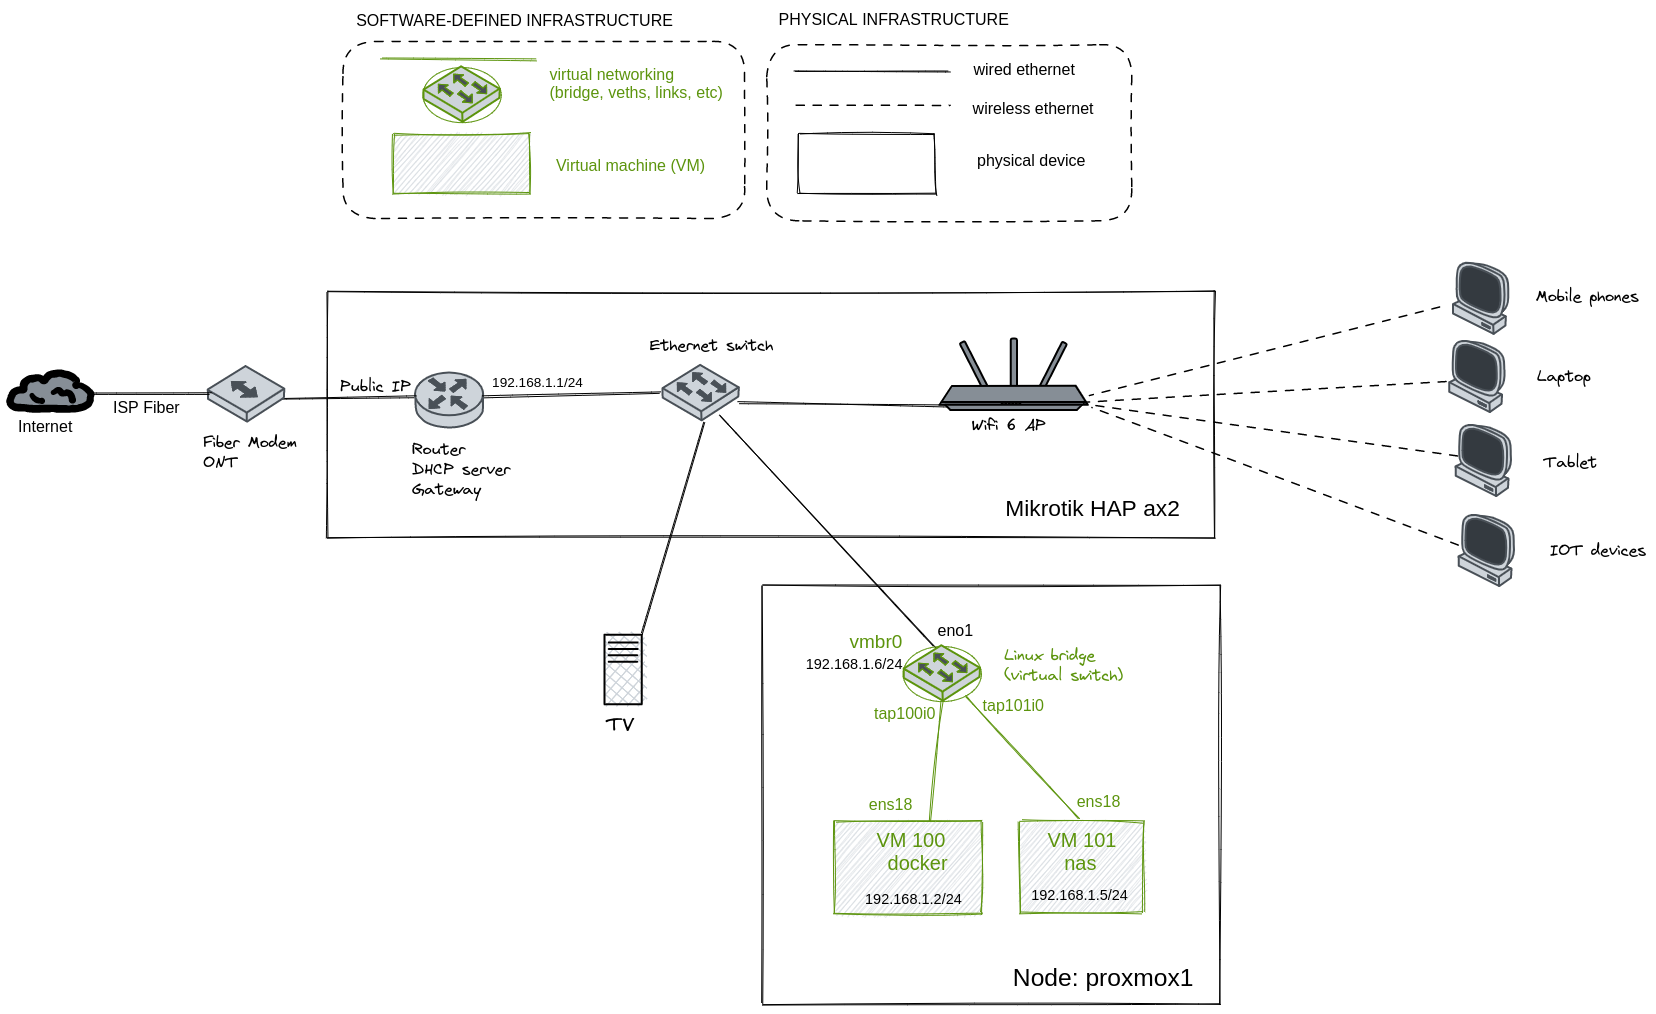 SOFTWARE-DEFINED INFRASTRUCTURE
virtual networking
(bridge, veths, links, etc)
Virtual machine (VM)
PHYSICAL INFRASTRUCTURE
wired ethernet
wireless ethernet
physical device
Internet
ISP Fiber
Fiber Modem
ONT
Public IP
Router
DHCP server
Gateway
192.168.1.1/24
Ethernet switch
Wifi 6 AP
Mikrotik HAP ax2
Mobile phones
Laptop
Tablet
IOT devices
TV
eno1
vmbr0
192.168.1.6/24
Linux bridge
(virtual switch)
tap100i0
tap101i0
ens18
ens18
VM 100
docker
192.168.1.2/24
VM 101
nas
192.168.1.5/24
Node: proxmox1